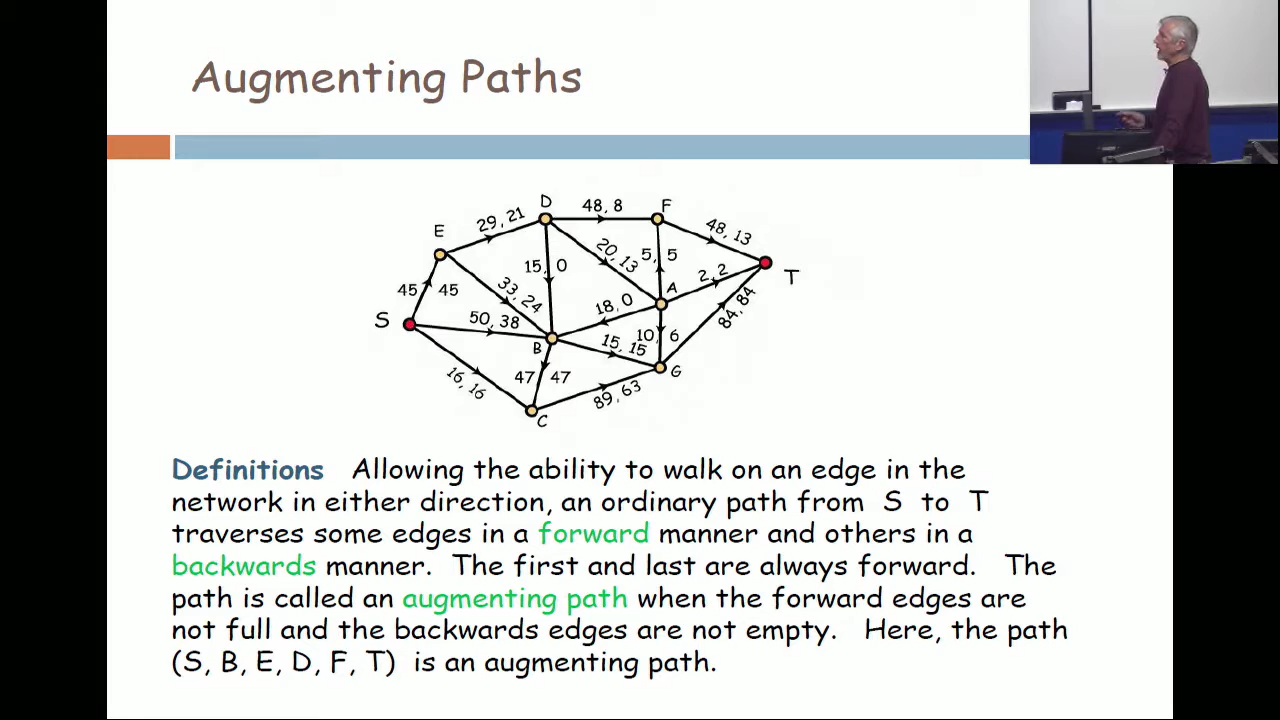 Augmenting Paths
D
48, 8
F
29, 21
48, 13
E
20, 13
5, 5
15, 0
T
45 45
33, 24
A
2, 2
18, 0
84, 84
S
50, 38
10, 6
B
15, 15
G
16, 16
47 47
89, 63
C
Definitions Allowing the ability to walk on an edge in the
network in either direction, an ordinary path from S to T
traverses some edges in a forward manner and others in a
backwards manner. The first and last are always forward. The
path is called an augmenting path when the forward edges are
not full and the backwards edges are not empty. Here, the path
(S, B, E, D, F, T) is an augmenting path.